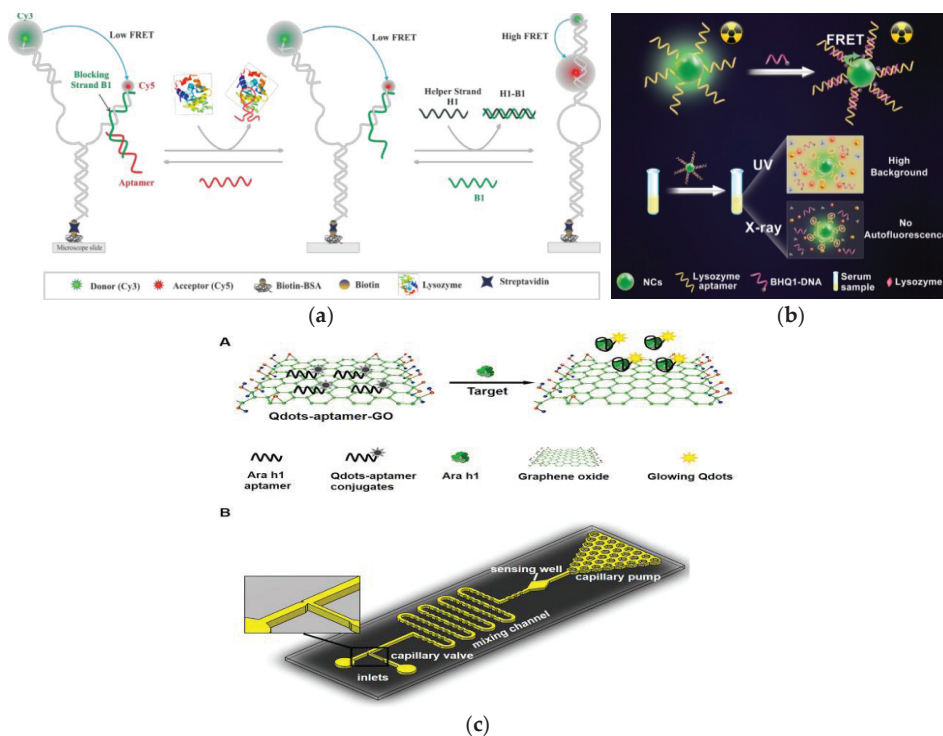 Cy3
Low FRET
Blocking
Strand B1
Cy5
Aptamer
Microscope slide
Low FRET
Helper Strand
H1
H1-B1
B1
High FRET
Donor (Cy3)
Acceptor (Cy5)
Biotin-BSA
Biotin
Lysozyme
Streptavidin
(a)
FRET
UV
High
Background
X-ray
No
Autofluorescence
NCs
Lysozyme
aptamer
BHQ1-DNA
Serum
sample
Lysozyme
(b)
A
Qdots-aptamer-GO
Target
Ara h1
aptamer
Qdots-aptamer
conjugates
Ara h1
Graphene oxide
Glowing Qdots
B
sensing well
capillary pump
mixing channel
capillary valve
inlets
(c)